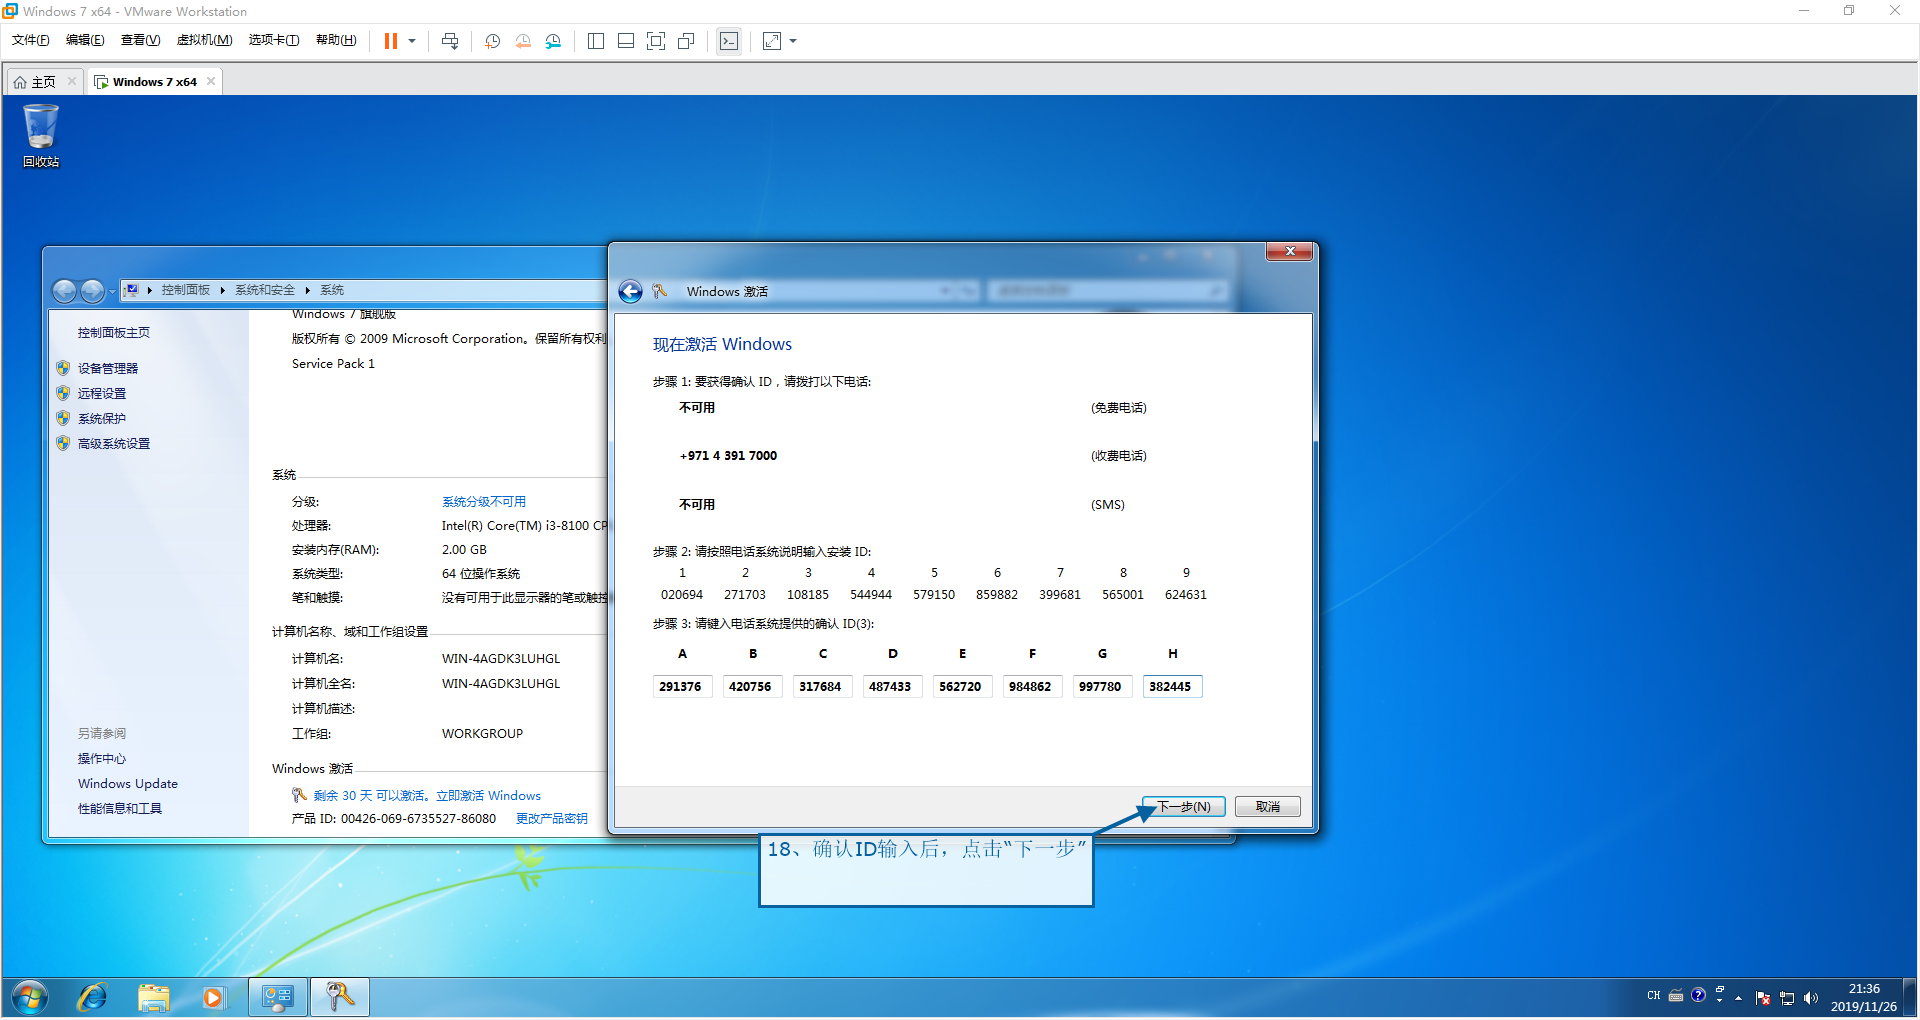 Windows 7 x64 - VMware Workstation
文件(F) 编辑(E) 查看(V) 虚拟机(M) 选项卡(T) 帮助(H)
主页 Windows 7 x64
回收站
控制面板 系统和安全 系统
控制面板主页
设备管理器
远程设置
系统保护
高级系统设置
另请参阅
操作中心
Windows Update
性能信息和工具
Windows 7 旗舰版
版权所有 © 2009 Microsoft Corporation。保留所有权利
Service Pack 1
系统
分级: 系统分级不可用
处理器: Intel(R) Core(TM) i3-8100 CP
安装内存(RAM): 2.00 GB
系统类型: 64 位操作系统
笔和触摸: 没有可用于此显示器的笔或触控
计算机名称、域和工作组设置
计算机名: WIN-4AGDK3LUHGL
计算机全名: WIN-4AGDK3LUHGL
计算机描述:
工作组: WORKGROUP
Windows 激活
剩余 30 天 可以激活。立即激活 Windows
产品 ID: 00426-069-6735527-86080 更改产品密钥
Windows 激活
现在激活 Windows
步骤 1: 要获得确认 ID，请拨打以下电话:
不可用 (免费电话)
+971 4 391 7000 (收费电话)
不可用 (SMS)
步骤 2: 请按照电话系统说明输入安装 ID:
1 2 3 4 5 6 7 8 9
020694 271703 108185 544944 579150 859882 399681 565001 624631
步骤 3: 请键入电话系统提供的确认 ID(3):
A B C D E F G H
291376 420756 317684 487433 562720 984862 997780 382445
下一步(N) 取消
18、确认ID输入后，点击“下一步”
CH
21:36
2019/11/26